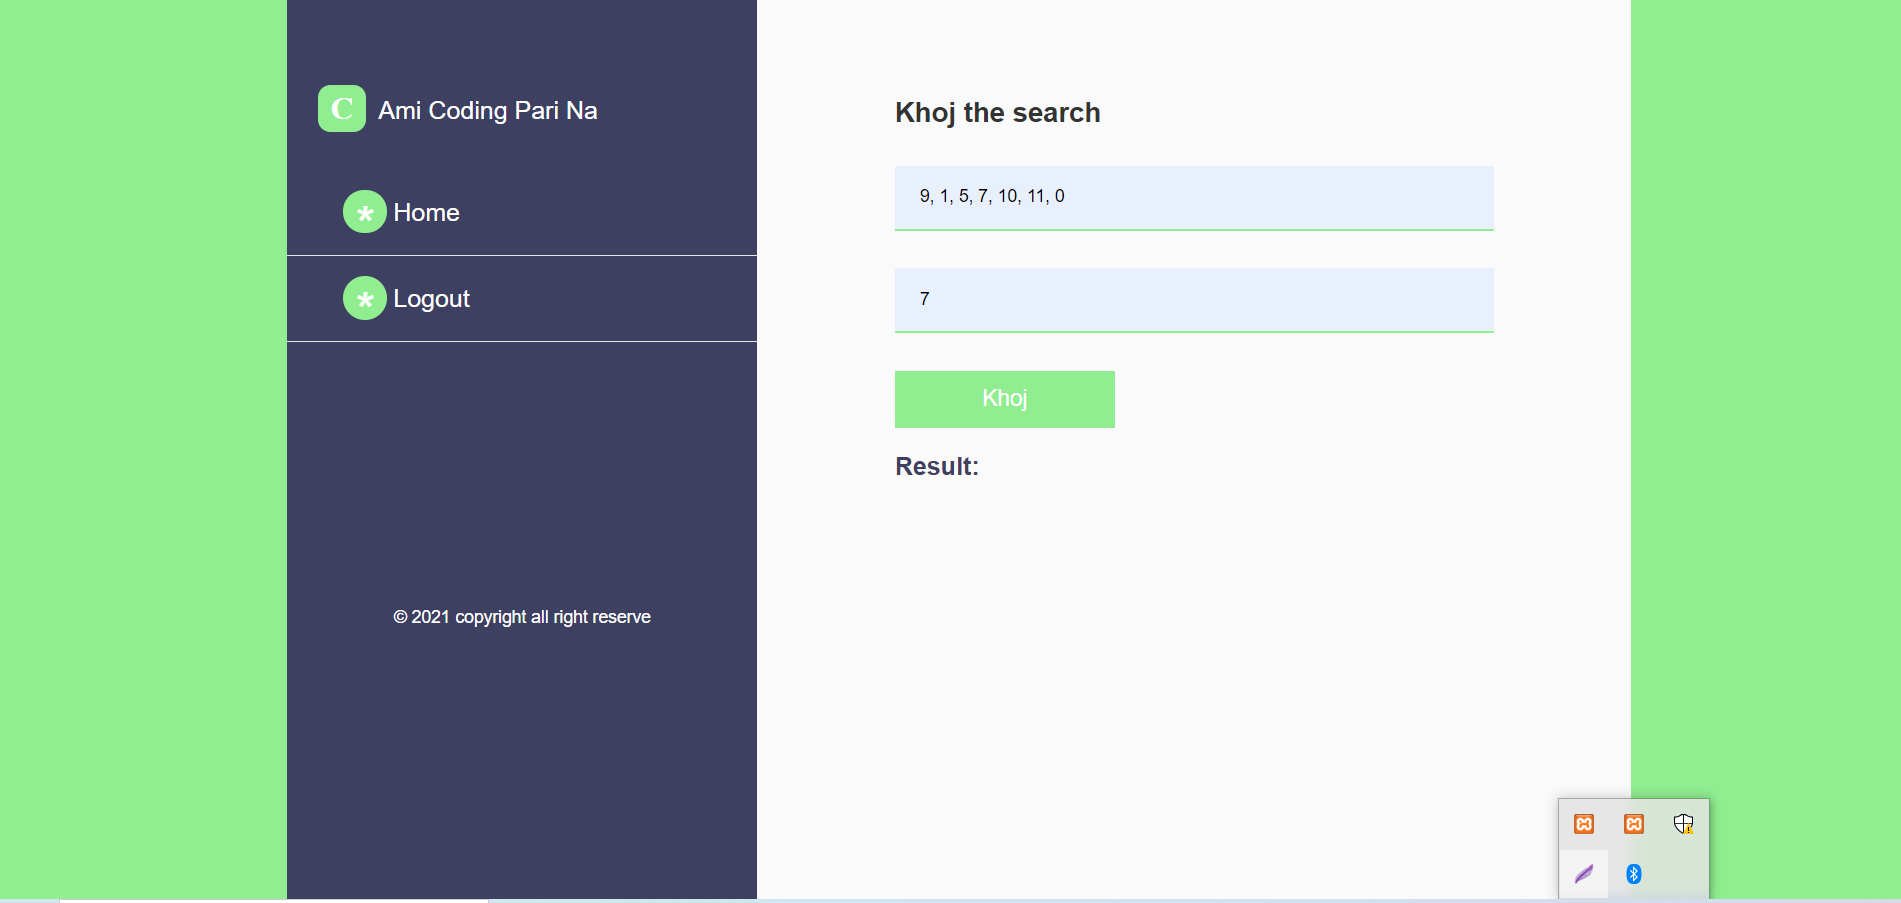 C Ami Coding Pari Na
* Home
* Logout
© 2021 copyright all right reserve
Khoj the search
9, 1, 5, 7, 10, 11, 0
7
Khoj
Result: